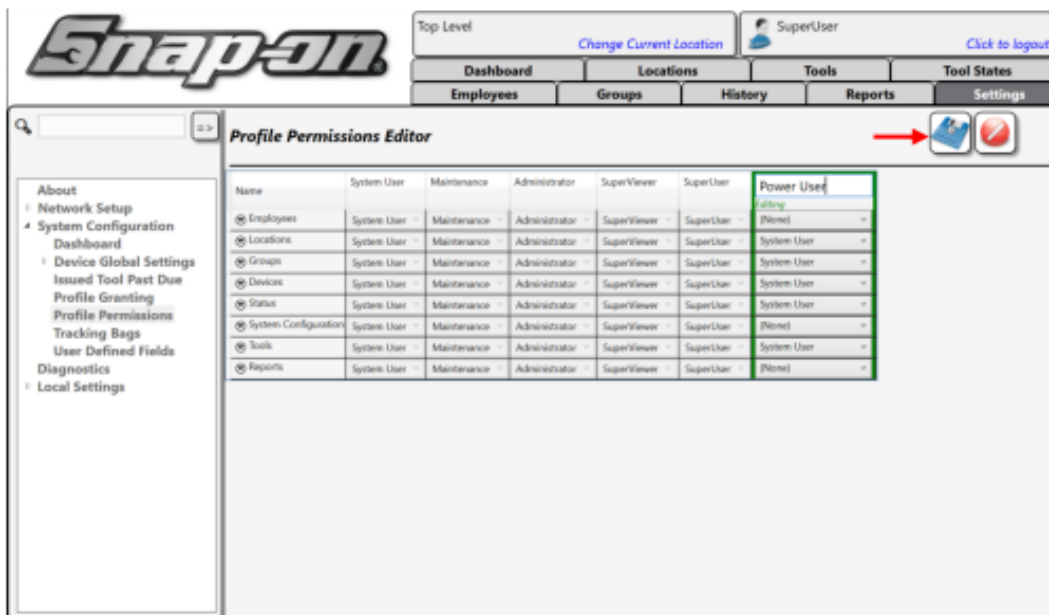 Snap-on
Top Level
Change Current Location
SuperUser
Click to logout
Dashboard Locations Tools Tool States
Employees Groups History Reports Settings
=>
Profile Permissions Editor
About
Network Setup
System Configuration
Dashboard
Device Global Settings
Issued Tool Past Due
Profile Granting
Profile Permissions
Tracking Bags
User Defined Fields
Diagnostics
Local Settings
Name System User Maintenance Administrator SuperViewer SuperUser Power User
Editing
Employees System User Maintenance Administrator SuperViewer SuperUser (None)
Locations System User Maintenance Administrator SuperViewer SuperUser System User
Groups System User Maintenance Administrator SuperViewer SuperUser System User
Devices System User Maintenance Administrator SuperViewer SuperUser System User
Status System User Maintenance Administrator SuperViewer SuperUser System User
System Configuration System User Maintenance Administrator SuperViewer SuperUser (None)
Tools System User Maintenance Administrator SuperViewer SuperUser System User
Reports System User Maintenance Administrator SuperViewer SuperUser (None)